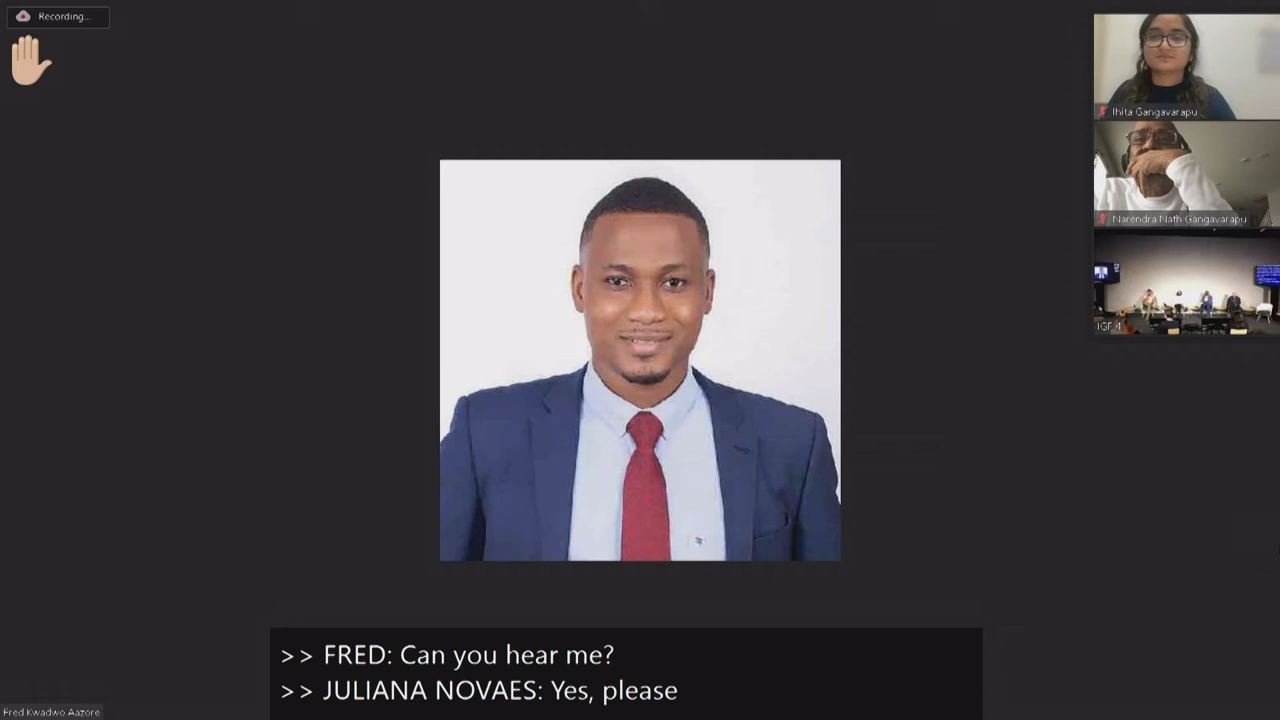 Recording...
Ihita Gangavarapu
Narendra Nath Gangavarapu
IGF 4
>> FRED: Can you hear me?
>> JULIANA NOVAES: Yes, please
Fred Kwadwo Aazore